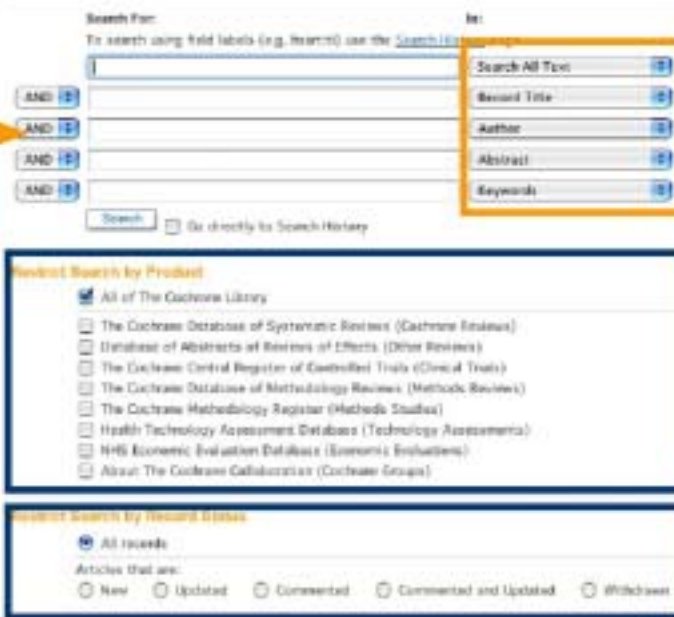 Search For: In:
To search using field labels (e.g. heart:ti) use the Search History
Search All Text
AND Record Title
AND Author
AND Abstract
AND Keywords
Search Go directly to Search History
Restrict Search by Product
All of The Cochrane Library
The Cochrane Database of Systematic Reviews (Cochrane Reviews)
Database of Abstracts of Reviews of Effects (Other Reviews)
The Cochrane Central Register of Controlled Trials (Clinical Trials)
The Cochrane Database of Methodology Reviews (Methods Reviews)
The Cochrane Methodology Register (Methods Studies)
Health Technology Assessment Database (Technology Assessments)
NHS Economic Evaluation Database (Economic Evaluations)
About The Cochrane Collaboration (Cochrane Groups)
Restrict Search by Record Status
All records
Articles that are:
New Updated Commented Commented and Updated Withdrawn